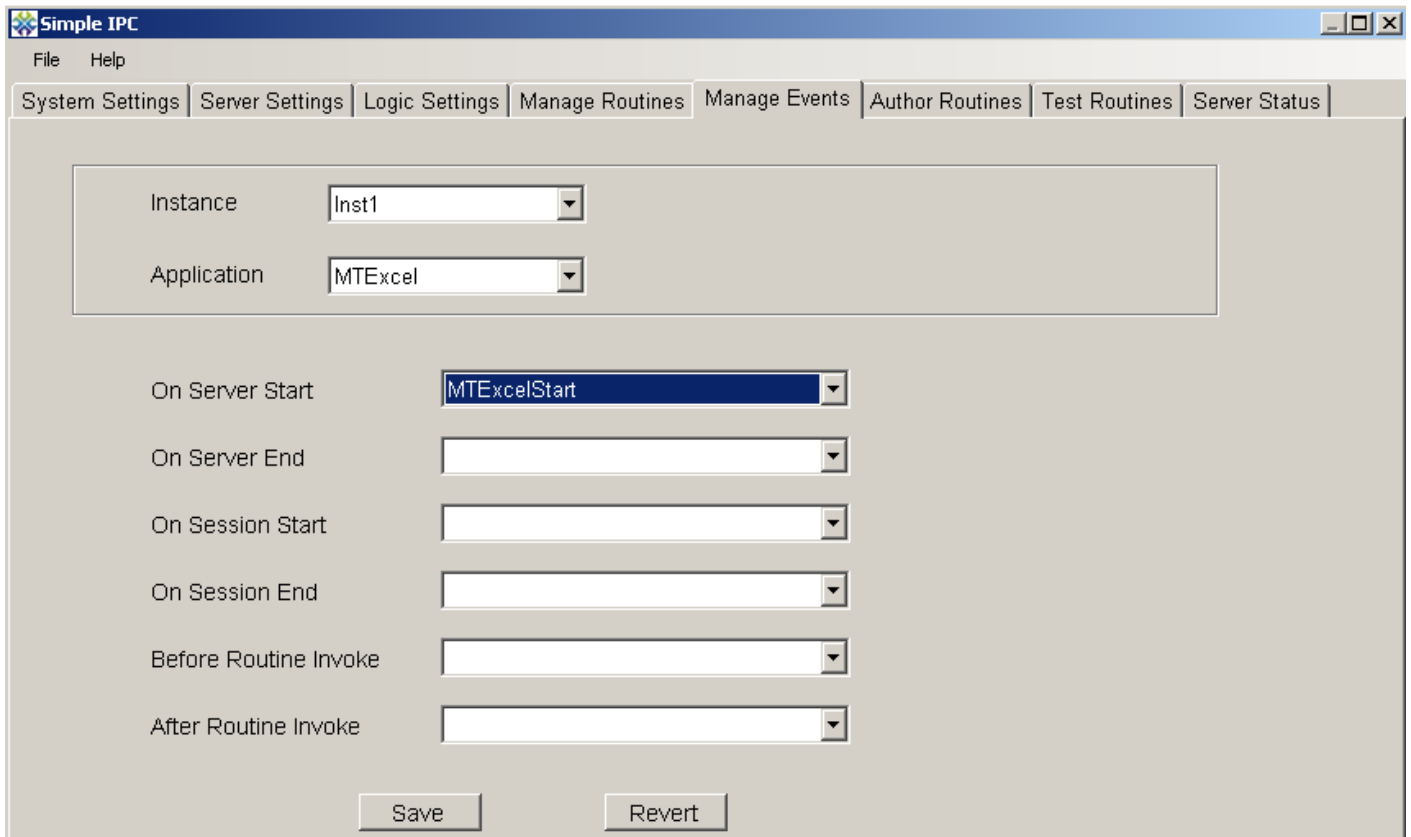 Simple IPC
File Help
System Settings Server Settings Logic Settings Manage Routines Manage Events Author Routines Test Routines Server Status
Instance Inst1
Application MTExcel
On Server Start MTExcelStart
On Server End
On Session Start
On Session End
Before Routine Invoke
After Routine Invoke
Save Revert